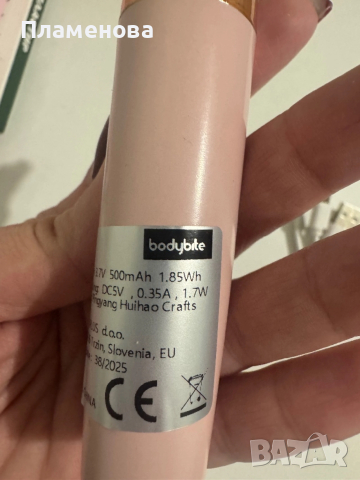 Пламенова
bodybite
3.7V 500mAh 1.85Wh
DC5V , 0.35A , 1.7W
Huihao Crafts
d.o.o.
Slovenia, EU
38/2025
CE
BAZAR